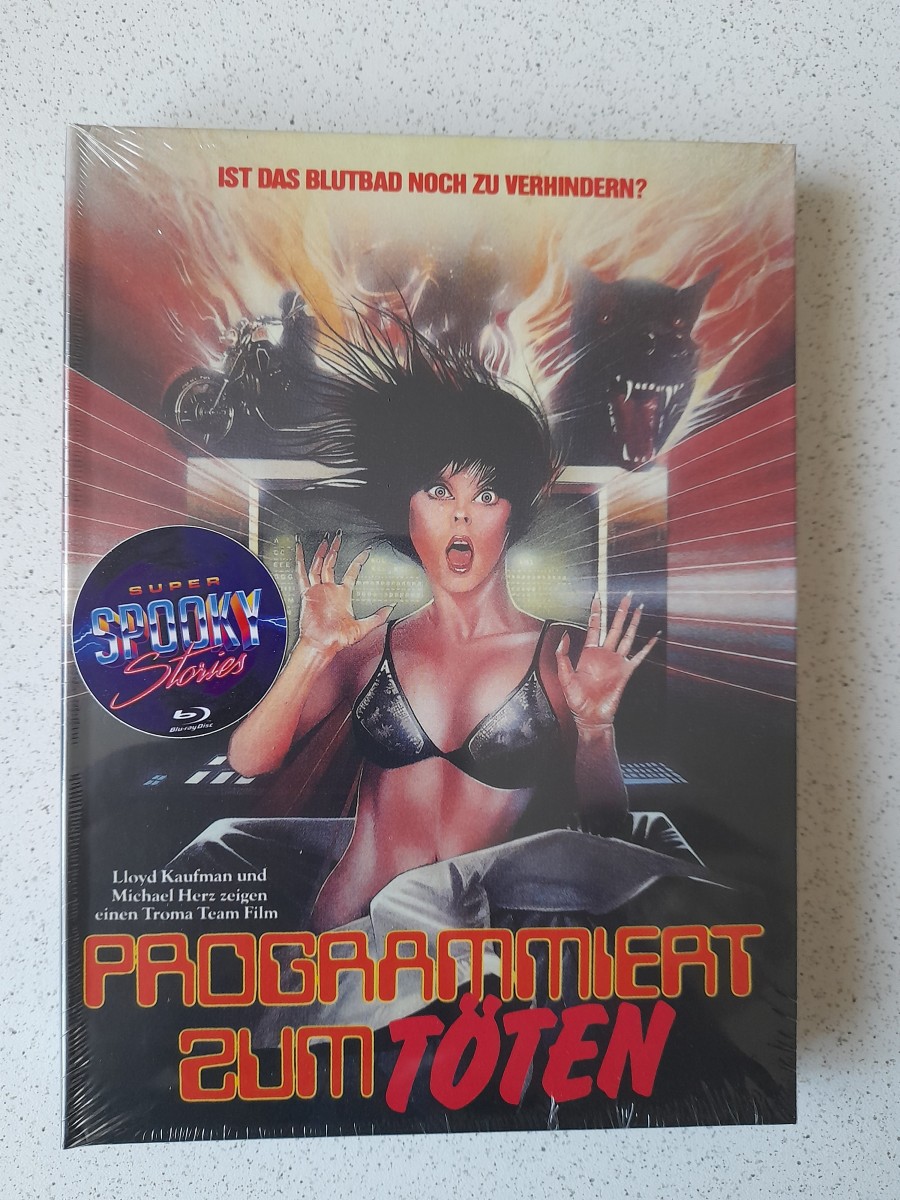 IST DAS BLUTBAD NOCH ZU VERHINDERN?
SUPER
SPOOKY
Stories
Blu-ray Disc
Lloyd Kaufman und
Michael Herz zeigen
einen Troma Team Film
PROGRAMMIERT
ZUM TÖTEN